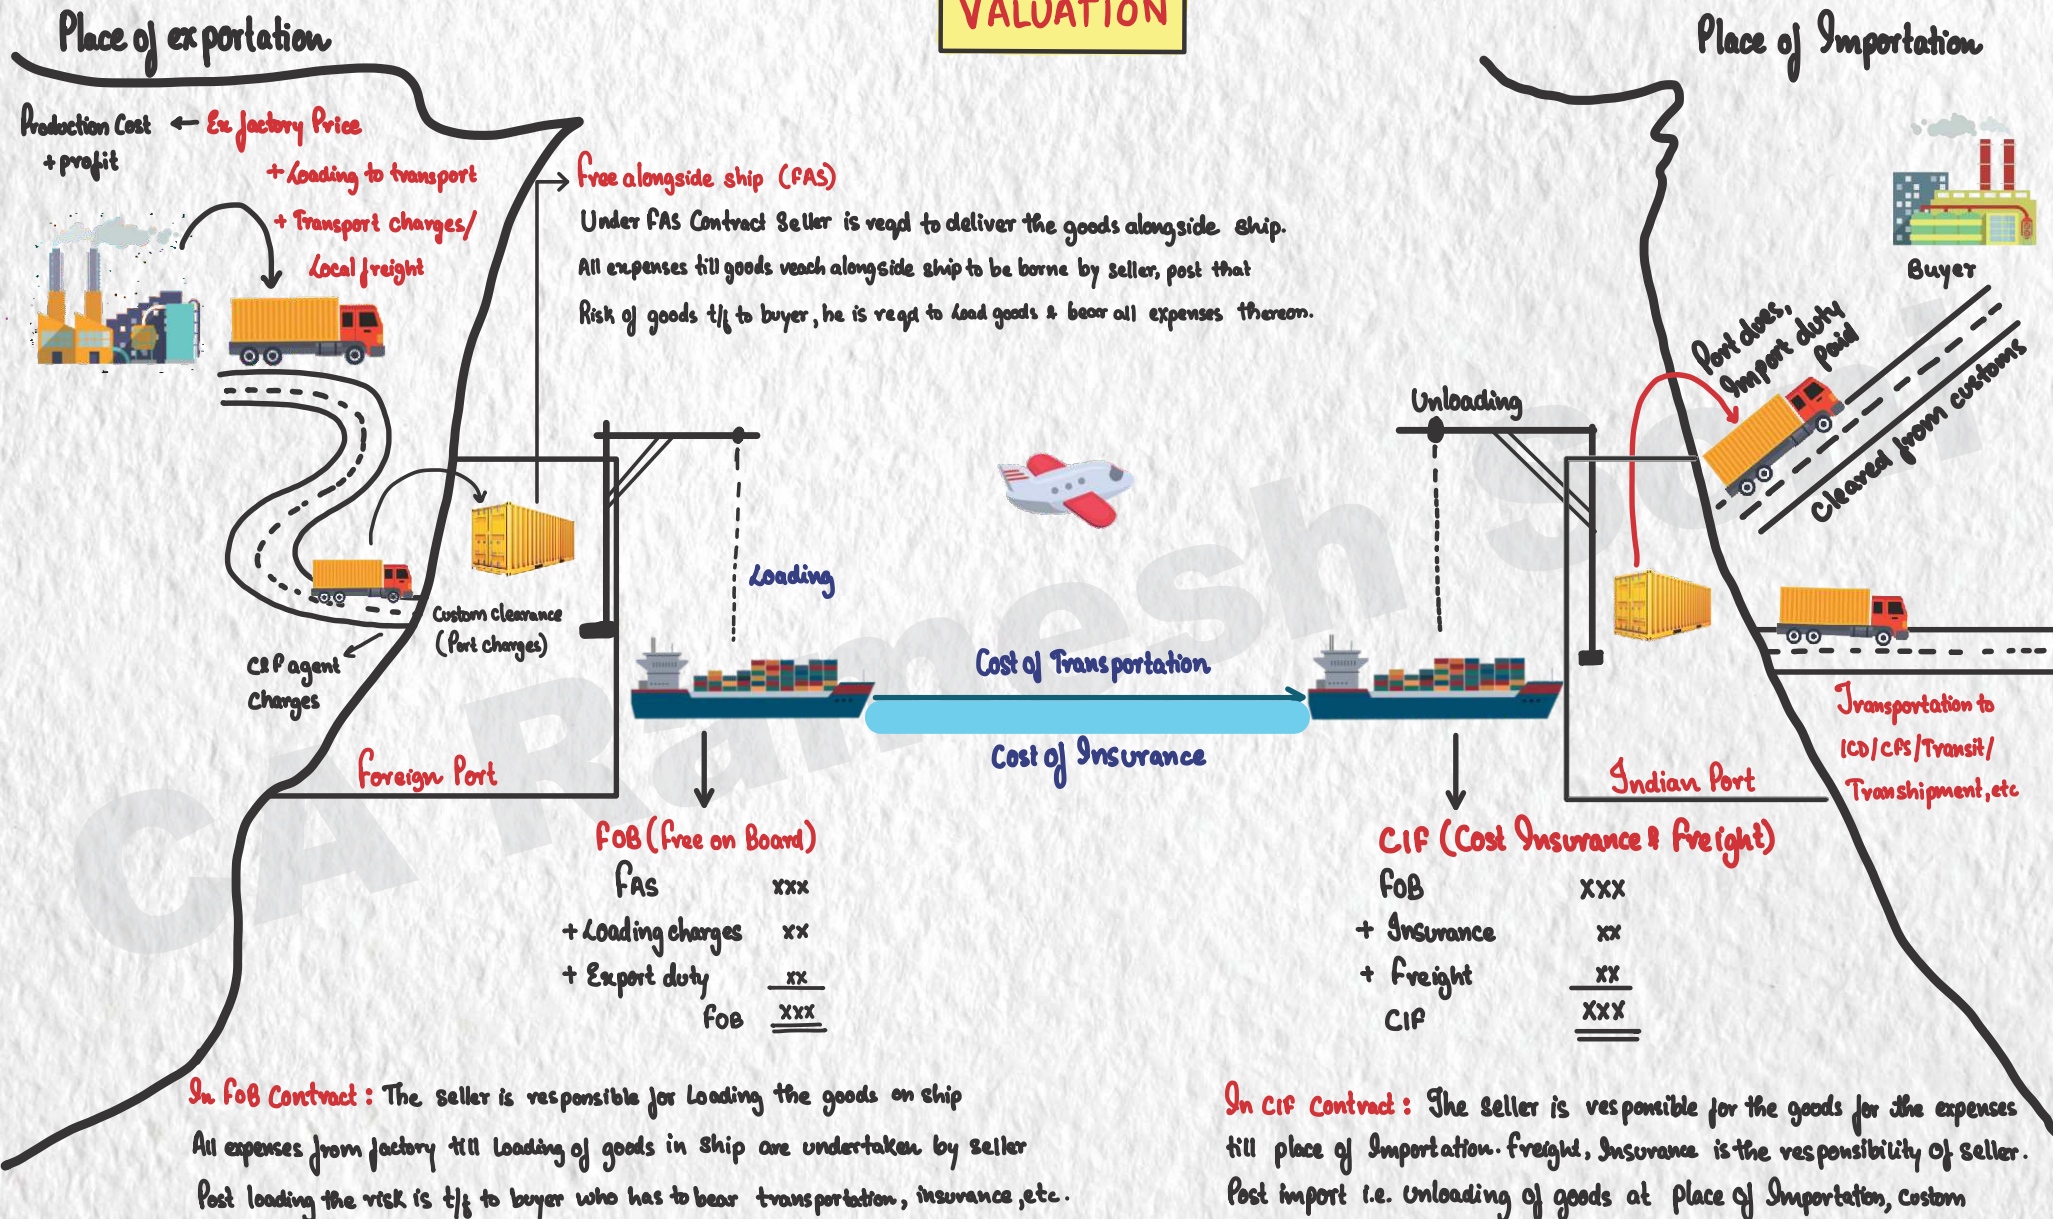 VALUATION
Place of exportation
Place of Importation
Production Cost ← Ex factory Price
+ profit
+ Loading to transport
+ Transport charges/
Local freight
Free alongside ship (FAS)
Under FAS Contract Seller is reqd to deliver the goods alongside ship.
All expenses till goods reach alongside ship to be borne by seller, post that
Risk of goods t/f to buyer, he is reqd to Load goods & bear all expenses thereon.
Buyer
Port dues,
Import duty
paid
Cleared from customs
Unloading
Loading
Custom Clearance
(Port charges)
C&F agent
Charges
Cost of Transportation
Cost of Insurance
Foreign Port
Indian Port
Transportation to
ICD/CFS/Transit/
Transhipment, etc
FOB (Free on Board)
FAS xxx
+ Loading charges xx
+ Export duty xx
FOB xxx
CIF (Cost Insurance & Freight)
FOB xxx
+ Insurance xx
+ Freight xx
CIF xxx
In FOB Contract : The seller is responsible for Loading the goods on ship
All expenses from factory till Loading of goods in ship are undertaken by seller
Post loading the risk is t/f to buyer who has to bear transportation, insurance, etc.
In CIF Contract : The seller is responsible for the goods for the expenses
till place of Importation. Freight, Insurance is the responsibility of seller.
Post import i.e. Unloading of goods at place of Importation, Custom
CA Ramesh Soni